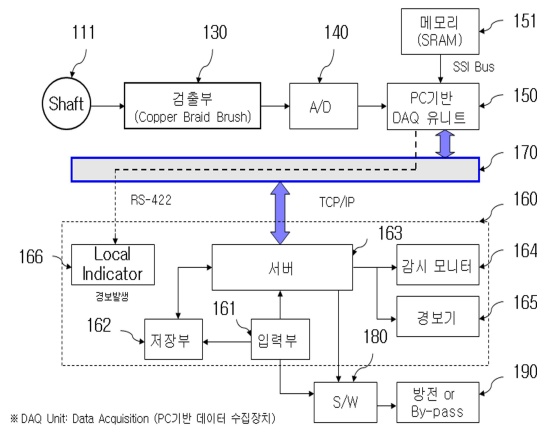 111
130
140
메모리
(SRAM)
151
SSI Bus
Shaft
검출부
(Copper Braid Brush)
A/D
PC기반
DAQ 유니트
150
170
RS-422
TCP/IP
160
166
Local
Indicator
경보발생
163
서버
감시 모니터
164
경보기
165
162
저장부
161
입력부
180
S/W
방전 or
By-pass
190
※ DAQ Unit: Data Acquisition (PC기반 데이터 수집장치)